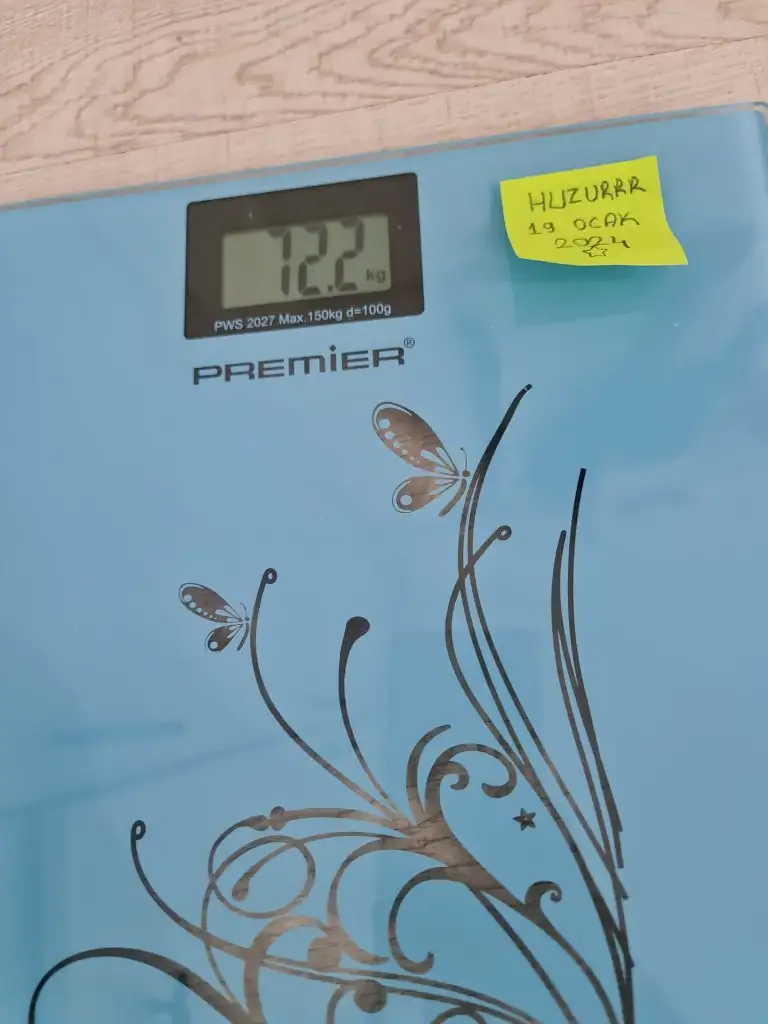 72.2 kg
PWS 2027 Max.150kg d=100g
PREMiER®
HUZURRR
19 OCAK
2024